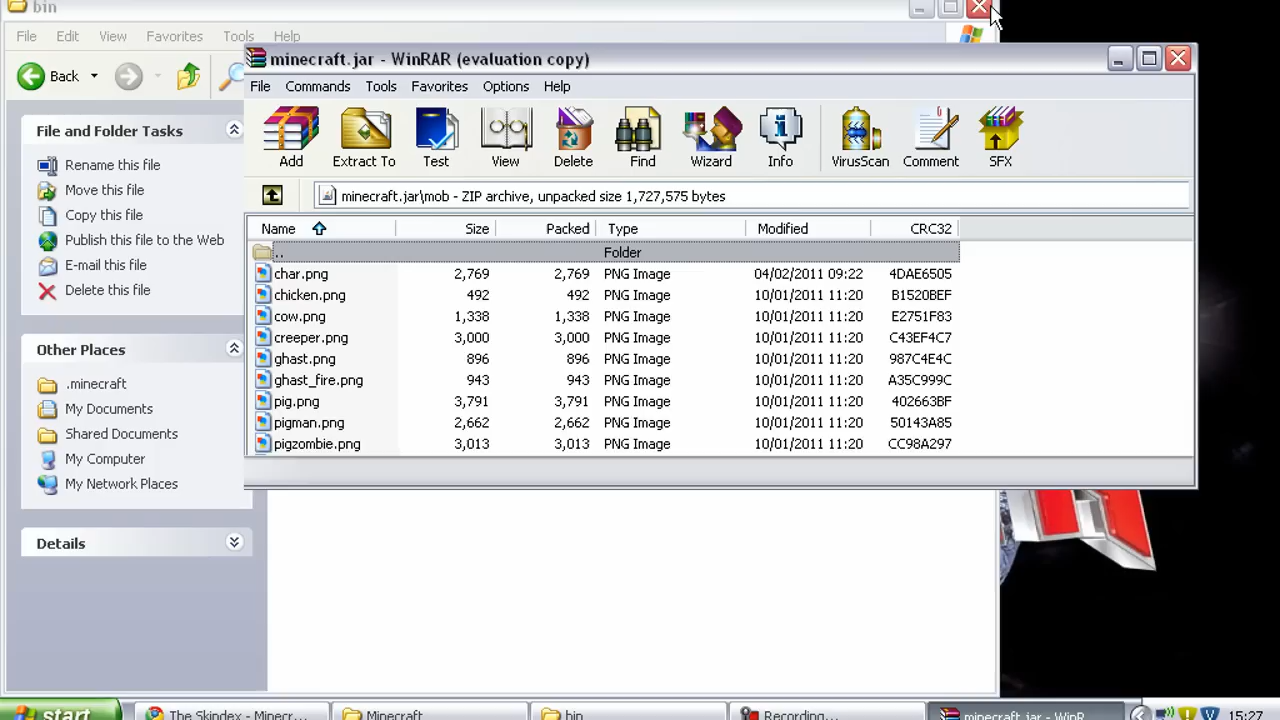 bin
File Edit View Favorites Tools Help
minecraft.jar - WinRAR (evaluation copy)
Back
File Commands Tools Favorites Options Help
Add Extract To Test View Delete Find Wizard Info VirusScan Comment SFX
minecraft.jar\mob - ZIP archive, unpacked size 1,727,575 bytes
Name Size Packed Type Modified CRC32
.. Folder
char.png 2,769 2,769 PNG Image 04/02/2011 09:22 4DAE6505
chicken.png 492 492 PNG Image 10/01/2011 11:20 B1520BEF
cow.png 1,338 1,338 PNG Image 10/01/2011 11:20 E2751F83
creeper.png 3,000 3,000 PNG Image 10/01/2011 11:20 C43EF4C7
ghast.png 896 896 PNG Image 10/01/2011 11:20 987C4E4C
ghast_fire.png 943 943 PNG Image 10/01/2011 11:20 A35C999C
pig.png 3,791 3,791 PNG Image 10/01/2011 11:20 402663BF
pigman.png 2,662 2,662 PNG Image 10/01/2011 11:20 50143A85
pigzombie.png 3,013 3,013 PNG Image 10/01/2011 11:20 CC98A297
File and Folder Tasks
Rename this file
Move this file
Copy this file
Publish this file to the Web
E-mail this file
Delete this file
Other Places
.minecraft
My Documents
Shared Documents
My Computer
My Network Places
Details
start The Skindex - Minecr... Minecraft bin Recording... minecraft.jar - WinR... 15:27